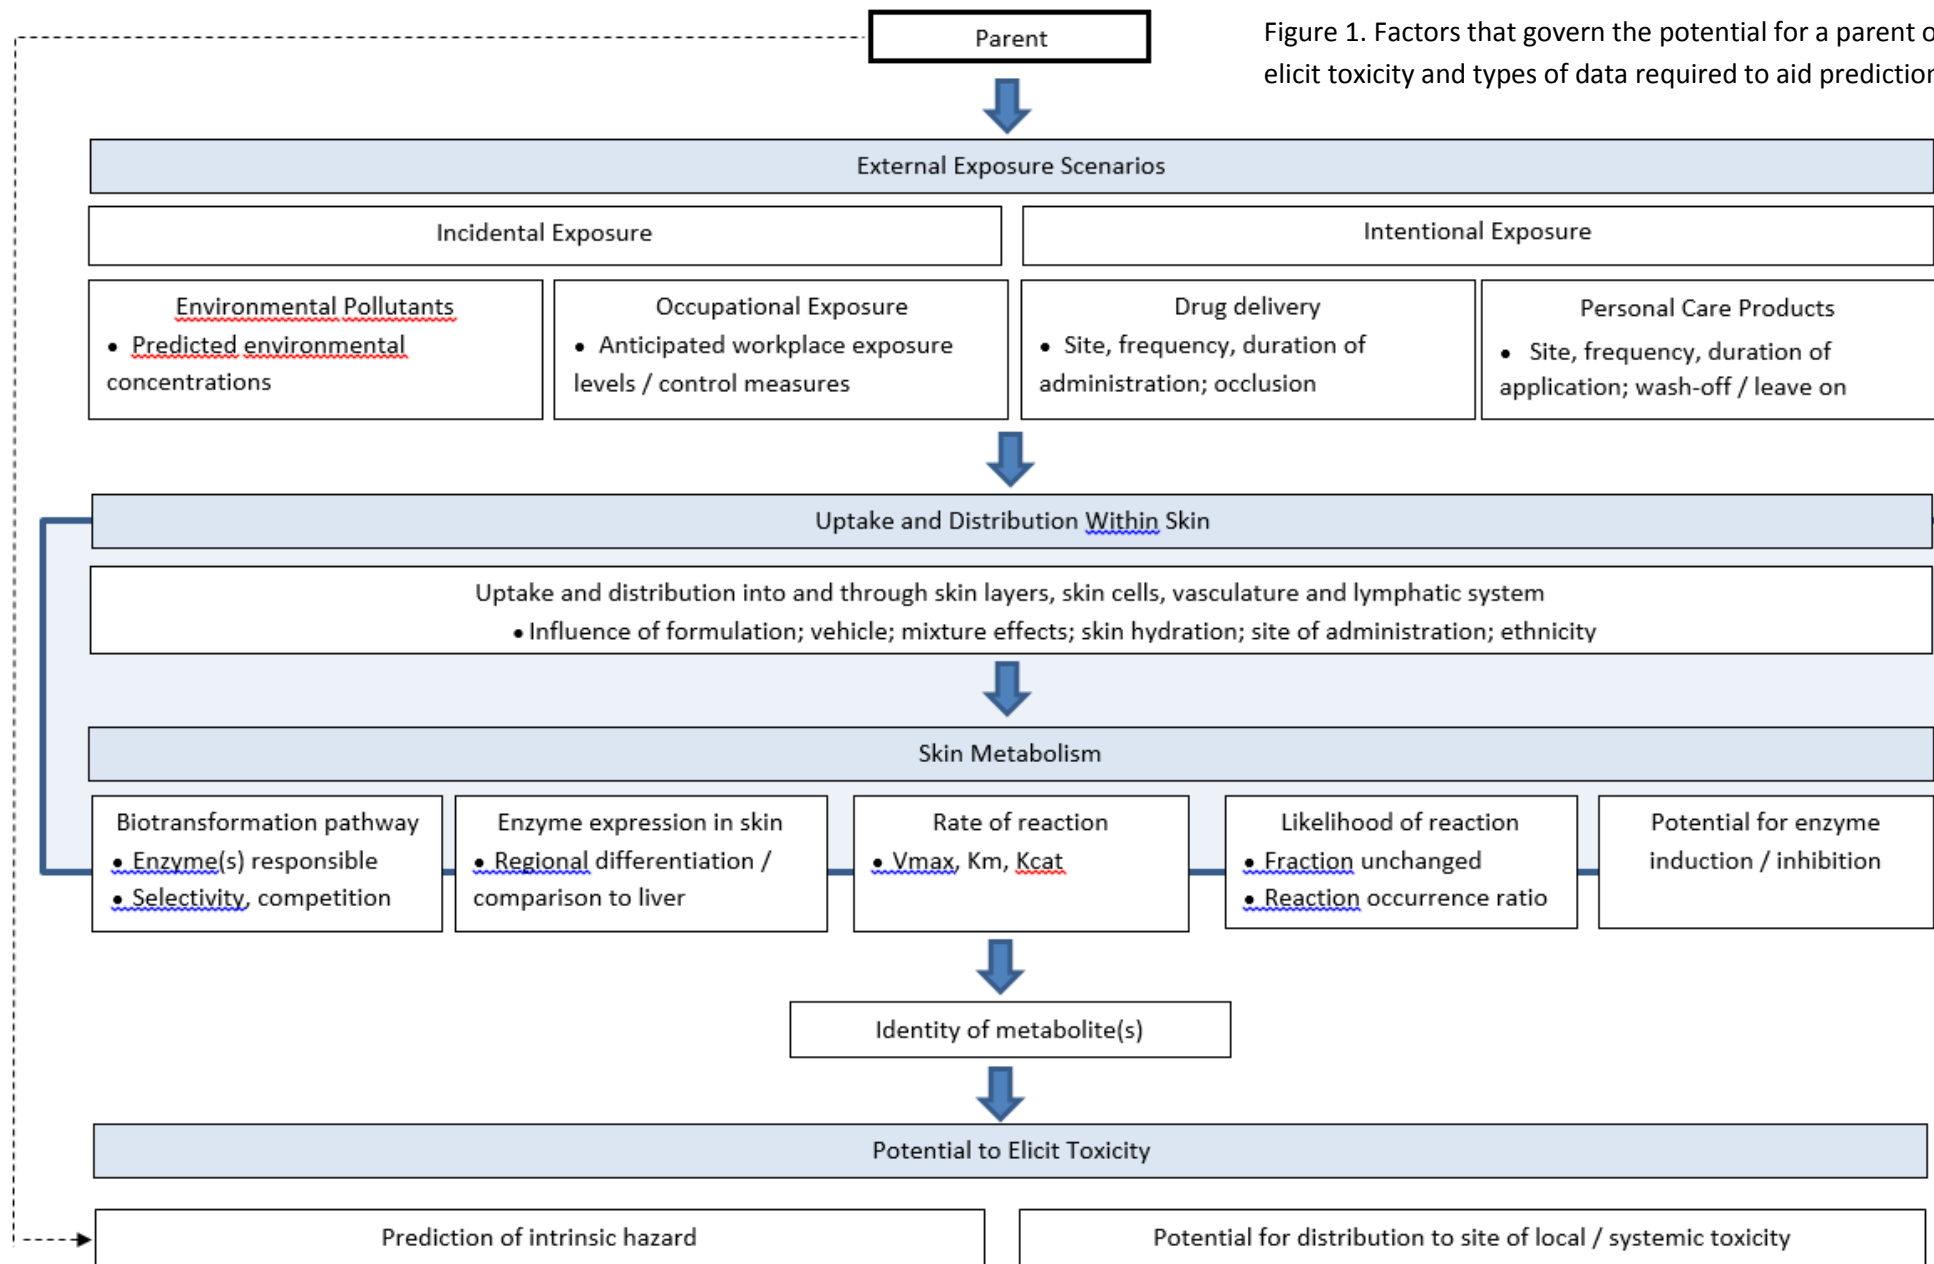 Parent
Figure 1. Factors that govern the potential for a parent
elicit toxicity and types of data required to aid prediction
External Exposure Scenarios
Incidental Exposure
Intentional Exposure
Environmental Pollutants
• Predicted environmental
concentrations
Occupational Exposure
• Anticipated workplace exposure
levels / control measures
Drug delivery
• Site, frequency, duration of
administration; occlusion
Personal Care Products
• Site, frequency, duration of
application; wash-off / leave on
Uptake and Distribution Within Skin
Uptake and distribution into and through skin layers, skin cells, vasculature and lymphatic system
• Influence of formulation; vehicle; mixture effects; skin hydration; site of administration; ethnicity
Skin Metabolism
Biotransformation pathway
• Enzyme(s) responsible
• Selectivity, competition
Enzyme expression in skin
• Regional differentiation /
comparison to liver
Rate of reaction
• Vmax, Km, Kcat
Likelihood of reaction
• Fraction unchanged
• Reaction occurrence ratio
Potential for enzyme
induction / inhibition
Identity of metabolite(s)
Potential to Elicit Toxicity
Prediction of intrinsic hazard
Potential for distribution to site of local / systemic toxicity